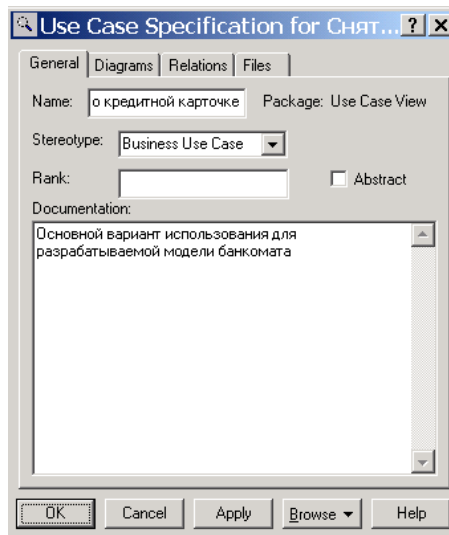 Use Case Specification for Снят... ? x
General Diagrams Relations Files
Name: о кредитной карточке Package: Use Case View
Stereotype: Business Use Case
Rank: Abstract
Documentation:
Основной вариант использования для
разрабатываемой модели банкомата
OK Cancel Apply Browse Help